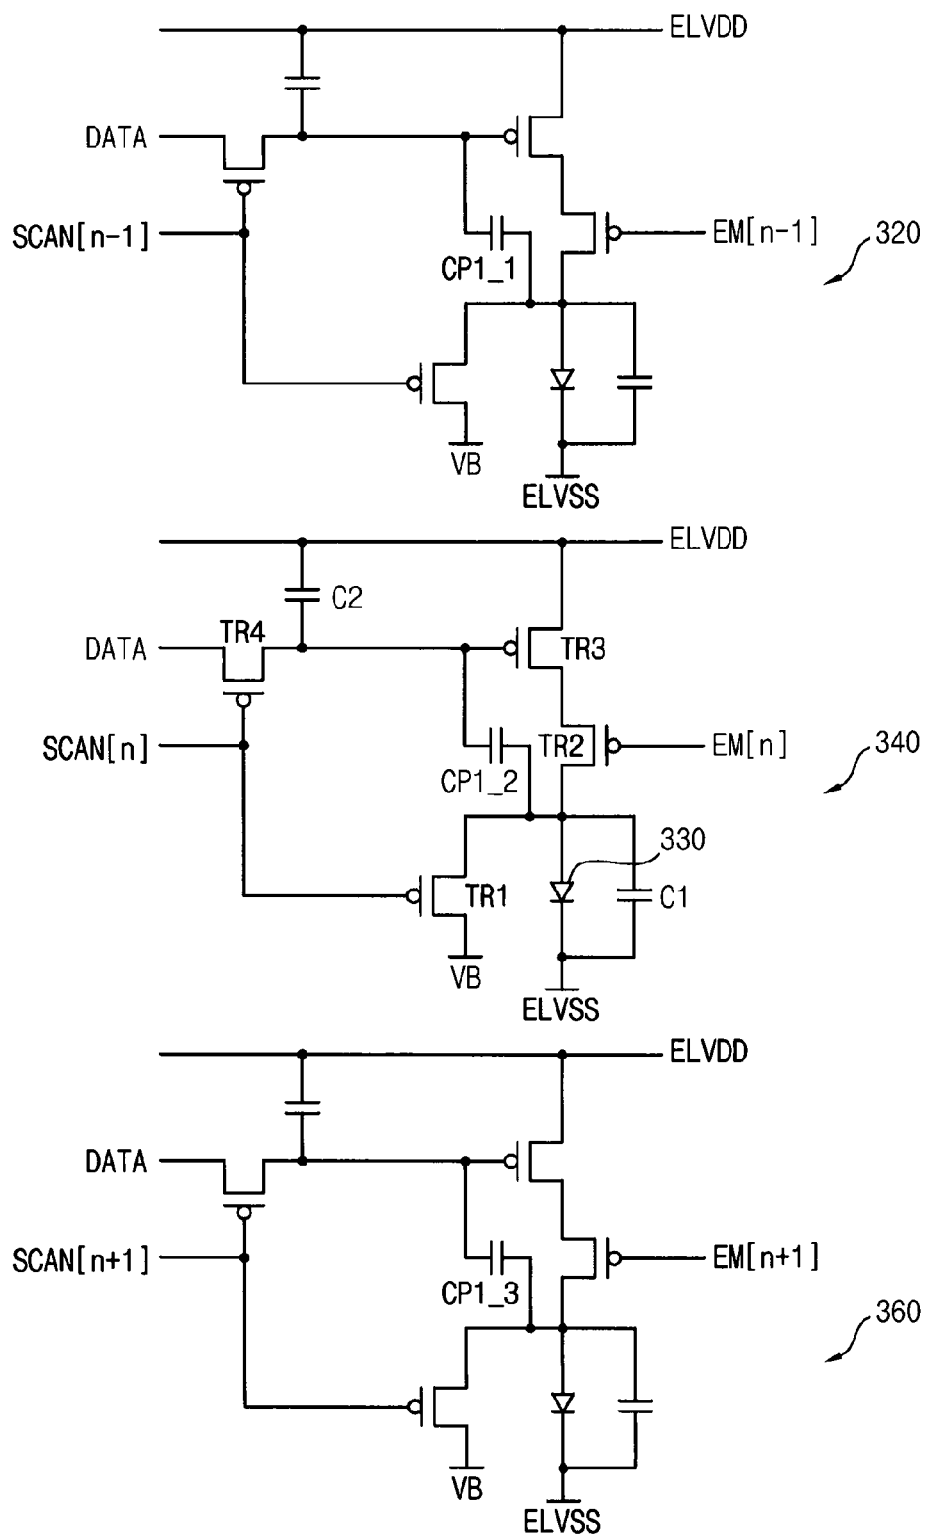 ELVDD
DATA
SCAN[n-1]
EM[n-1]
320
CP1_1
VB
ELVSS
ELVDD
C2
TR4
DATA
TR3
SCAN[n]
TR2
EM[n]
340
CP1_2
330
TR1
C1
VB
ELVSS
ELVDD
DATA
SCAN[n+1]
EM[n+1]
CP1_3
360
VB
ELVSS